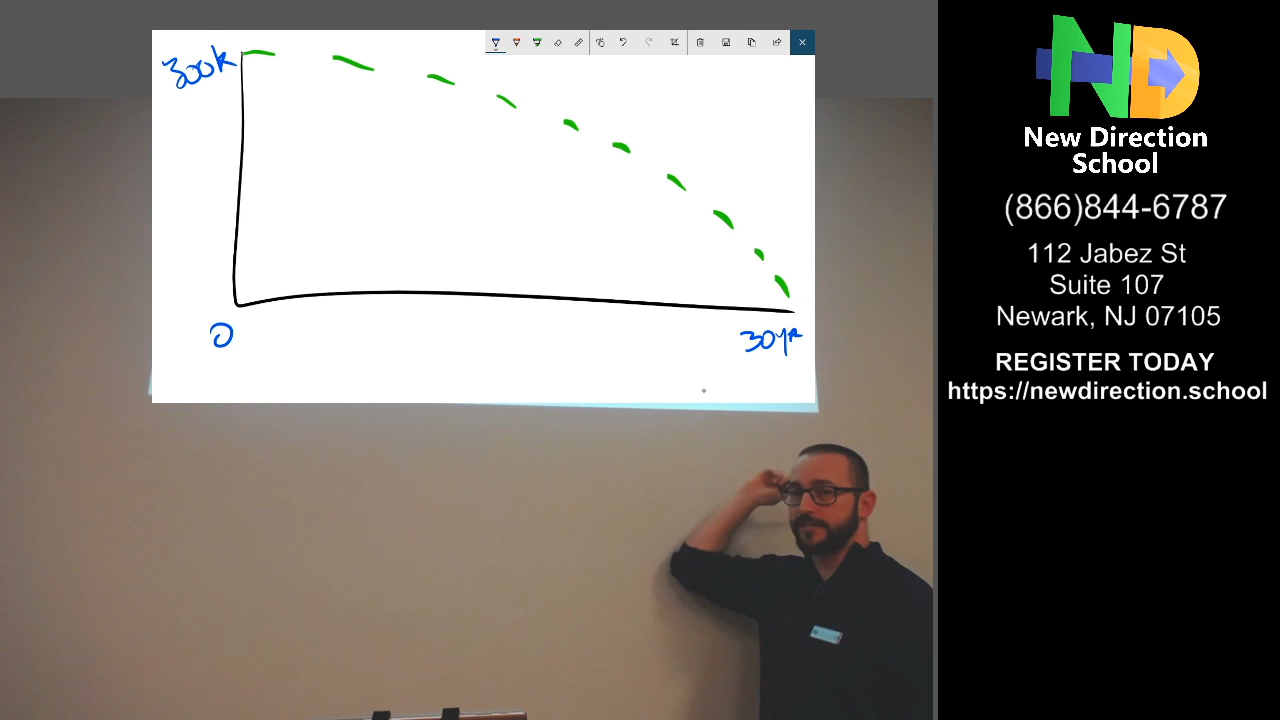 300k
0
30yr
ND
New Direction
School
(866)844-6787
112 Jabez St
Suite 107
Newark, NJ 07105
REGISTER TODAY
https://newdirection.school